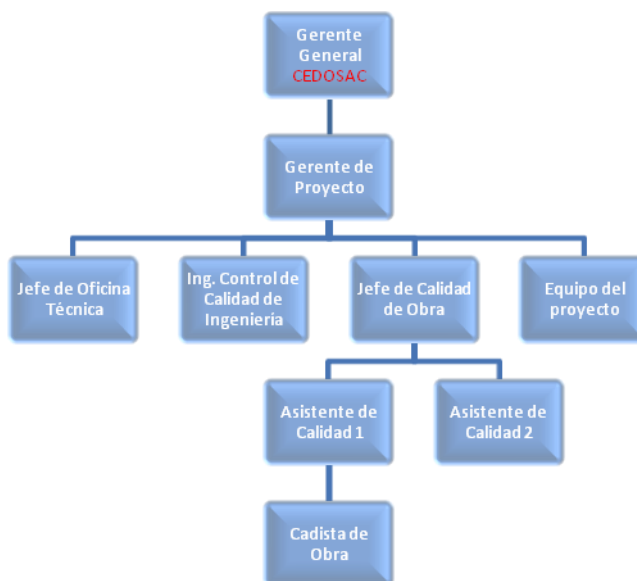 Gerente
General
CEDOSAC
Gerente de
Proyecto
Jefe de Oficina
Técnica
Ing. Control de
Calidad de
Ingeniería
Jefe de Calidad
de Obra
Equipo del
proyecto
Asistente de
Calidad 1
Asistente de
Calidad 2
Cadista de
Obra